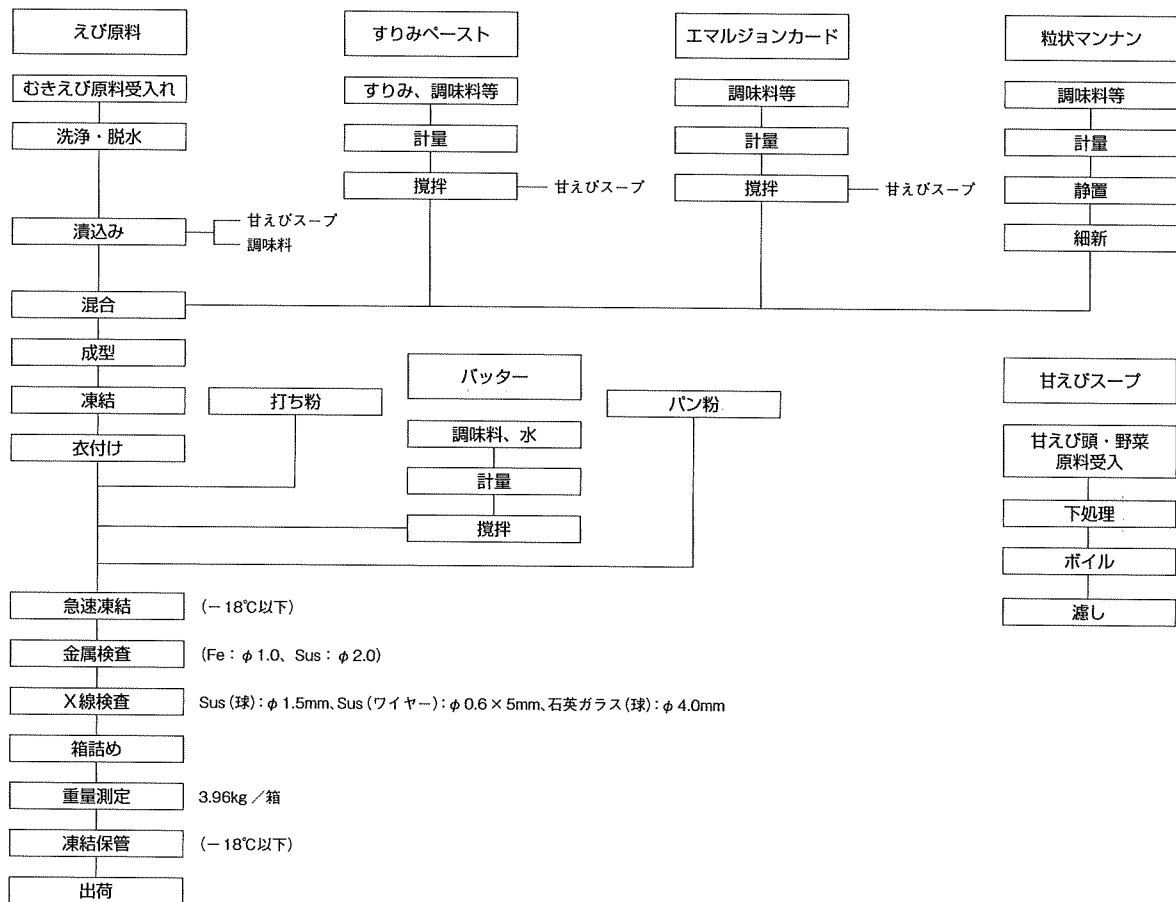 えび原料
むきえび原料受入れ
洗浄・脱水
漬込み
甘えびスープ
調味料
混合
成型
凍結
衣付け
すりみペースト
すりみ、調味料等
計量
撹拌
甘えびスープ
エマルジョンカード
調味料等
計量
撹拌
甘えびスープ
粒状マンナン
調味料等
計量
静置
細新
打ち粉
バッター
調味料、水
計量
撹拌
パン粉
甘えびスープ
甘えび頭・野菜
原料受入
下処理
ボイル
濾し
急速凍結 (−18℃以下)
金属検査 (Fe：φ1.0、Sus：φ2.0)
X線検査 Sus(球)：φ1.5mm、Sus(ワイヤー)：φ0.6×5mm、石英ガラス(球)：φ4.0mm
箱詰め
重量測定 3.96kg／箱
凍結保管 (−18℃以下)
出荷